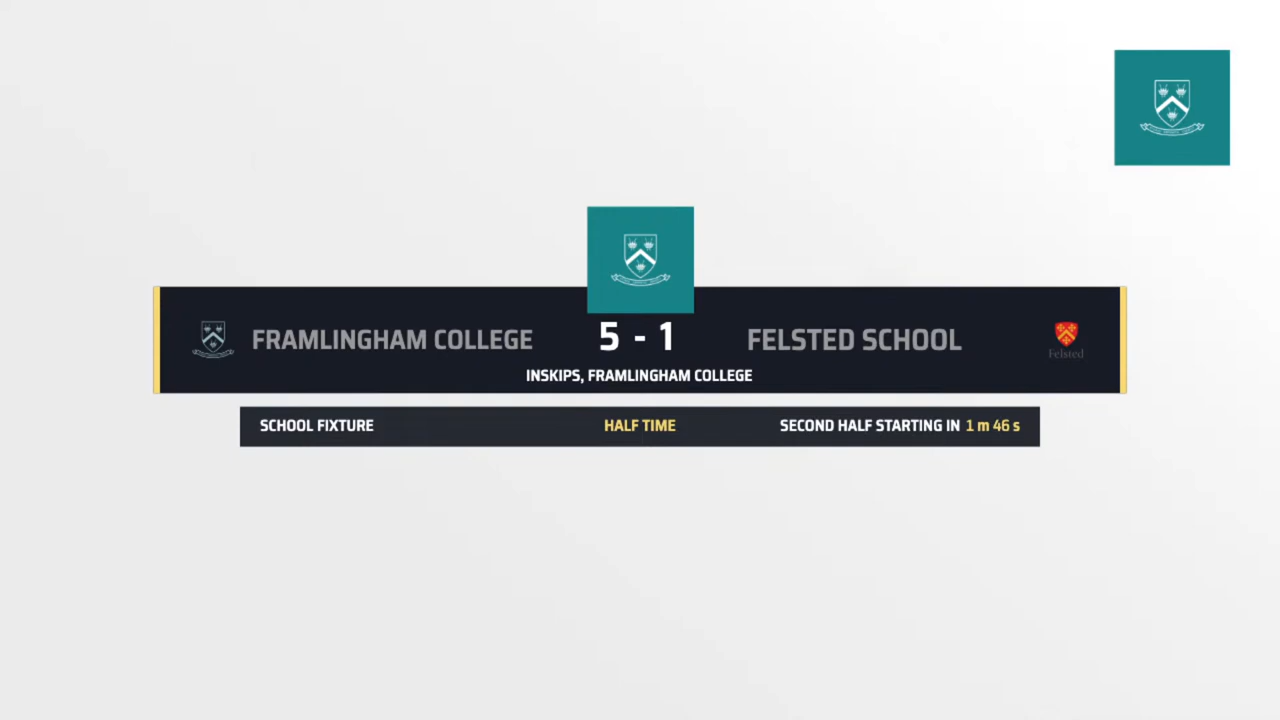 FRAMLINGHAM COLLEGE 5 - 1 FELSTED SCHOOL
Felsted
INSKIPS, FRAMLINGHAM COLLEGE
SCHOOL FIXTURE HALF TIME SECOND HALF STARTING IN 1 m 46 s